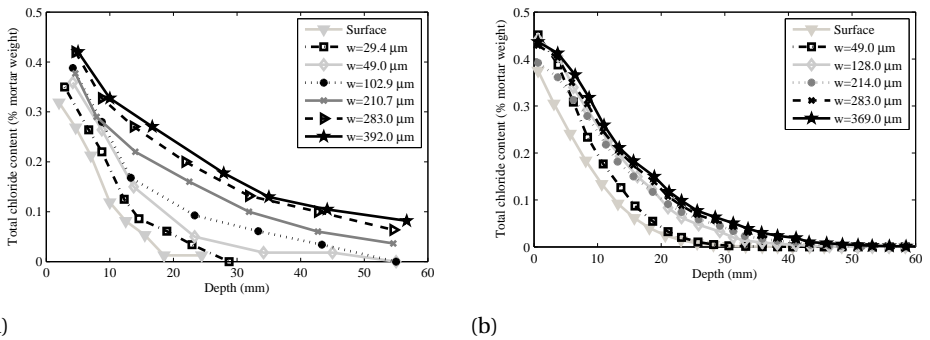 0.5
0.4
0.3
0.2
0.1
0
0 10 20 30 40 50 60
Total chloride content (% mortar weight)
Depth (mm)
Surface
w=29.4 μm
w=49.0 μm
w=102.9 μm
w=210.7 μm
w=283.0 μm
w=392.0 μm
)
0.5
0.4
0.3
0.2
0.1
0
0 10 20 30 40 50 60
Total chloride content (% mortar weight)
Depth (mm)
Surface
w=49.0 μm
w=128.0 μm
w=214.0 μm
w=283.0 μm
w=369.0 μm
(b)